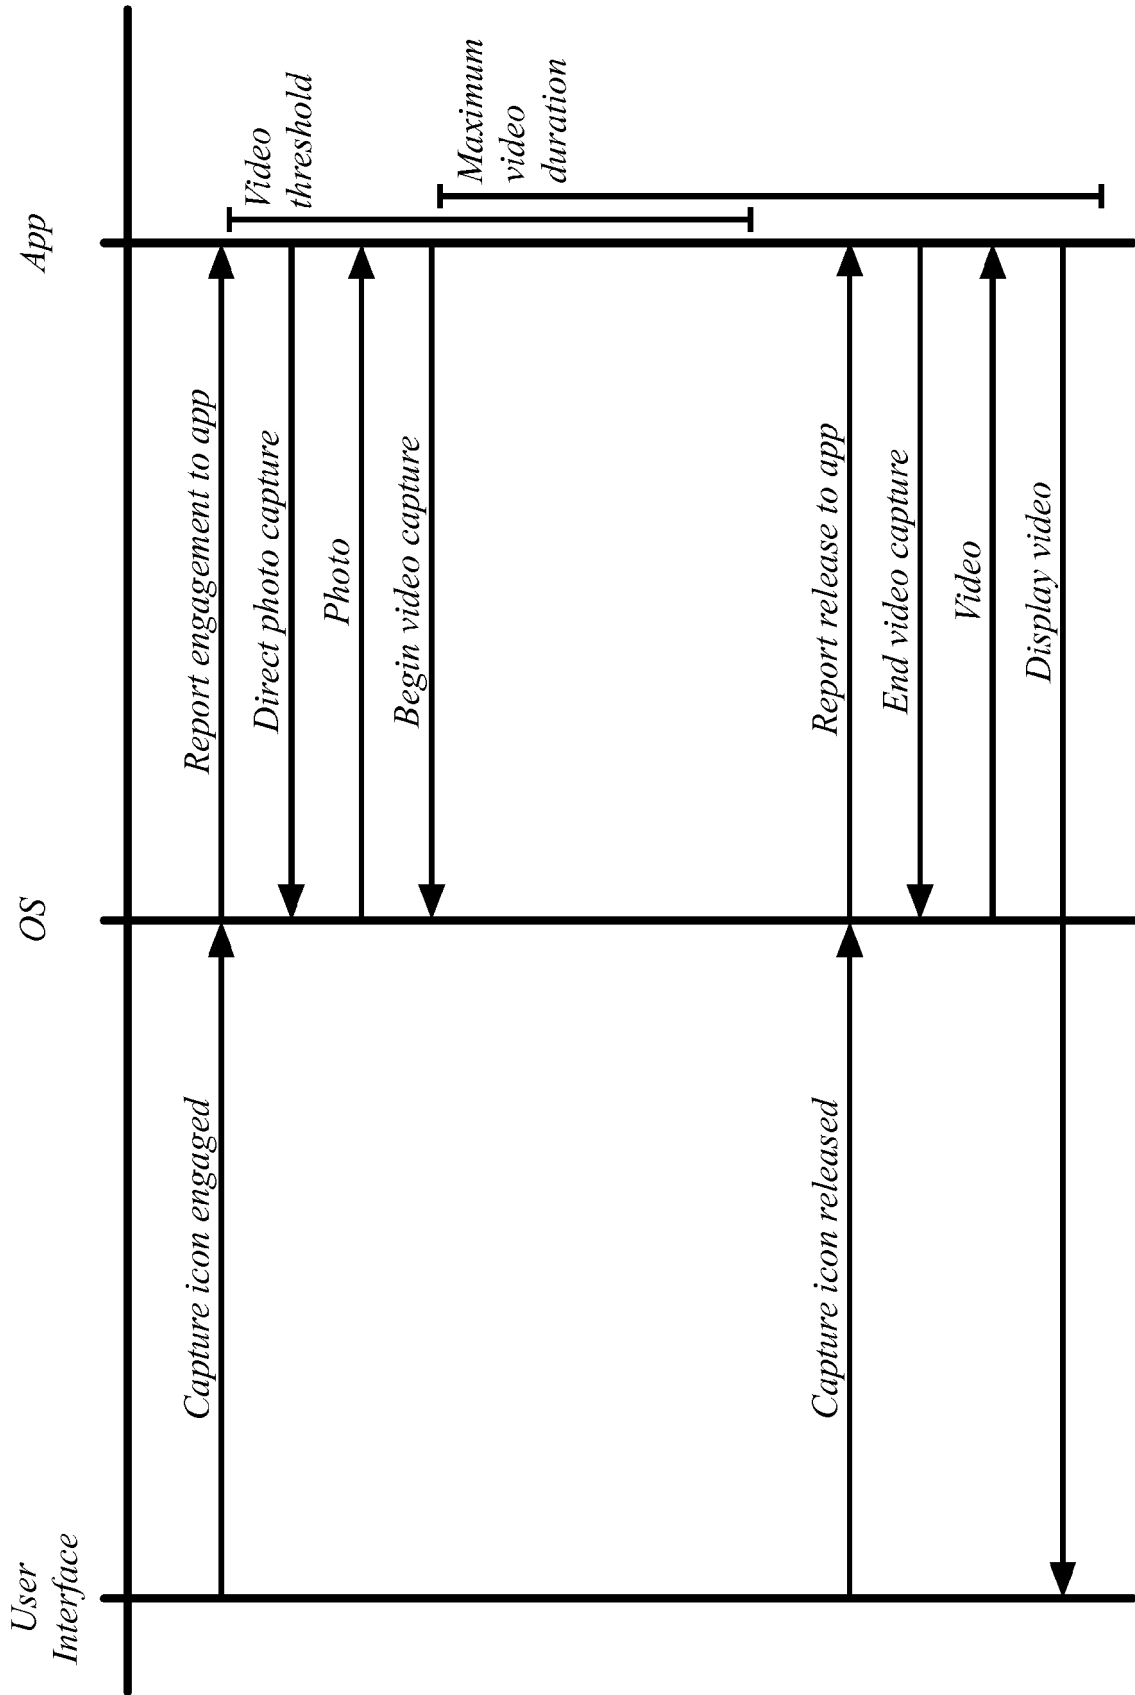 User
Interface
OS
App
Capture icon engaged
Report engagement to app
Video
threshold
Direct photo capture
Photo
Begin video capture
Maximum
video
duration
Capture icon released
Report release to app
End video capture
Video
Display video